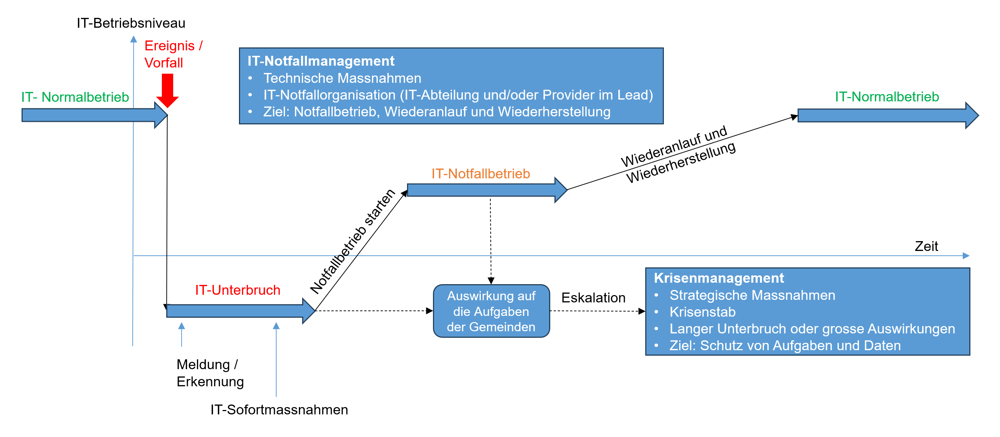 IT-Betriebsniveau
Ereignis /
Vorfall
IT- Normalbetrieb
IT-Notfallmanagement
• Technische Massnahmen
• IT-Notfallorganisation (IT-Abteilung und/oder Provider im Lead)
• Ziel: Notfallbetrieb, Wiederanlauf und Wiederherstellung
IT-Normalbetrieb
Wiederanlauf und
Wiederherstellung
IT-Notfallbetrieb
Notfallbetrieb starten
Zeit
IT-Unterbruch
Auswirkung auf
die Aufgaben
der Gemeinden
Eskalation
Krisenmanagement
• Strategische Massnahmen
• Krisenstab
• Langer Unterbruch oder grosse Auswirkungen
• Ziel: Schutz von Aufgaben und Daten
Meldung /
Erkennung
IT-Sofortmassnahmen